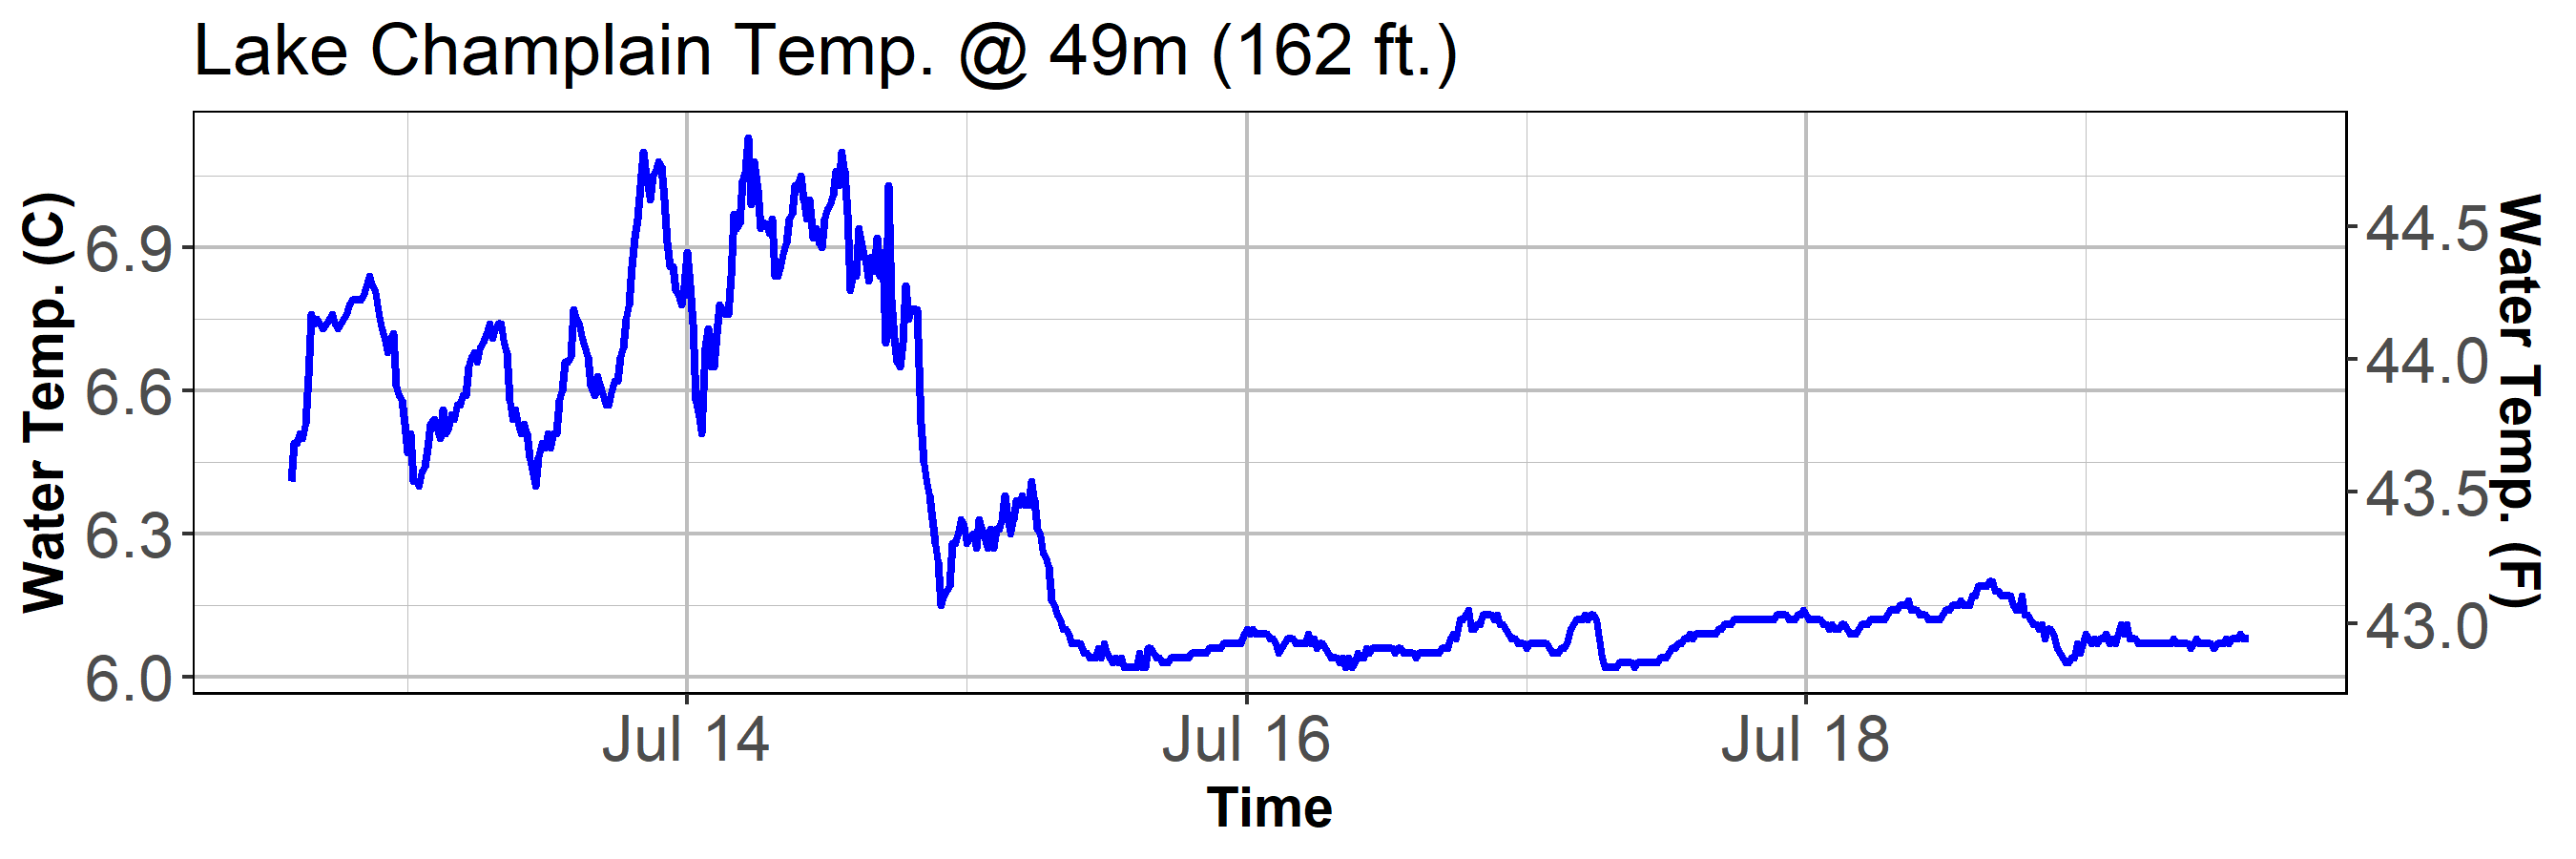 Lake Champlain Temp. @ 49m (162 ft.)
Water Temp. (C)
6.9
6.6
6.3
6.0
44.5
44.0
43.5
43.0
Water Temp. (F)
Jul 14 Jul 16 Jul 18
Time